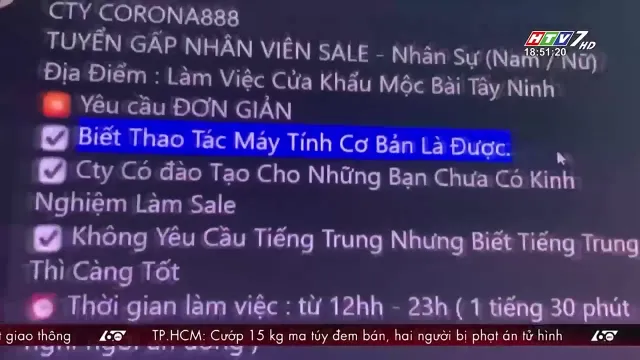 CTY CORONA888
HTV7 HD
18:51:20
TUYỂN GẤP NHÂN VIÊN SALE - Nhân Sự (Nam / Nữ)
Địa Điểm : Làm Việc Cửa Khẩu Mộc Bài Tây Ninh
Yêu cầu ĐƠN GIẢN
Biết Thao Tác Máy Tính Cơ Bản Là Được.
Cty Có đào Tạo Cho Những Bạn Chưa Có Kinh
Nghiệm Làm Sale
Không Yêu Cầu Tiếng Trung Nhưng Biết Tiếng Trung
Thì Càng Tốt
Thời gian làm việc : từ 12hh - 23h ( 1 tiếng 30 phút
giao thông 60 TP.HCM: Cướp 15 kg ma túy đem bán, hai người bị phạt án tử hình 60